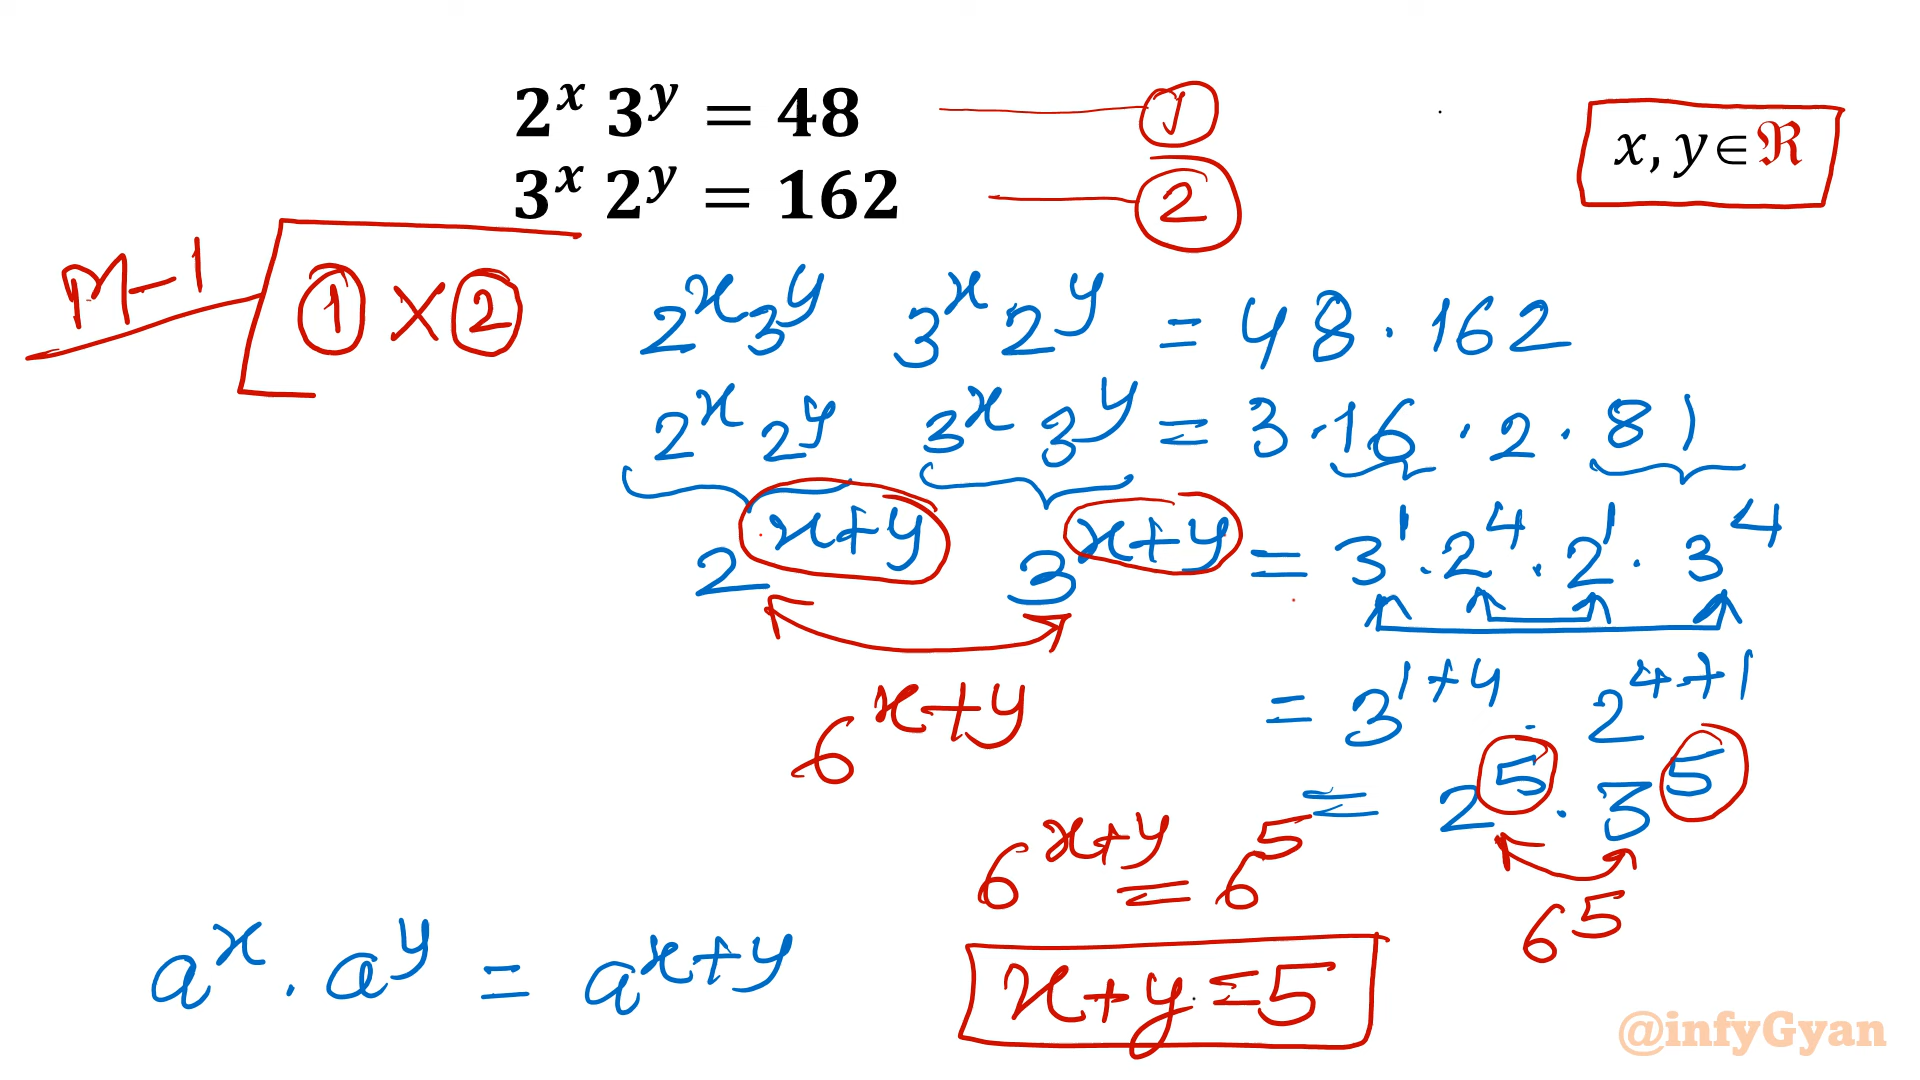 2^x 3^y = 48 — ①
3^x 2^y = 162 — ②
x, y ∈ ℜ
M-1
① × ②
2^x 3^y 3^x 2^y = 48 · 162
2^x 2^y 3^x 3^y = 3 · 16 · 2 · 81
2^(x+y) 3^(x+y) = 3^1 · 2^4 · 2^1 · 3^4
= 3^(1+4) · 2^(4+1)
6^(x+y)
= 2^5 · 3^5
6^(x+y) = 6^5
6^5
a^x · a^y = a^(x+y)
x+y=5
@infyGyan